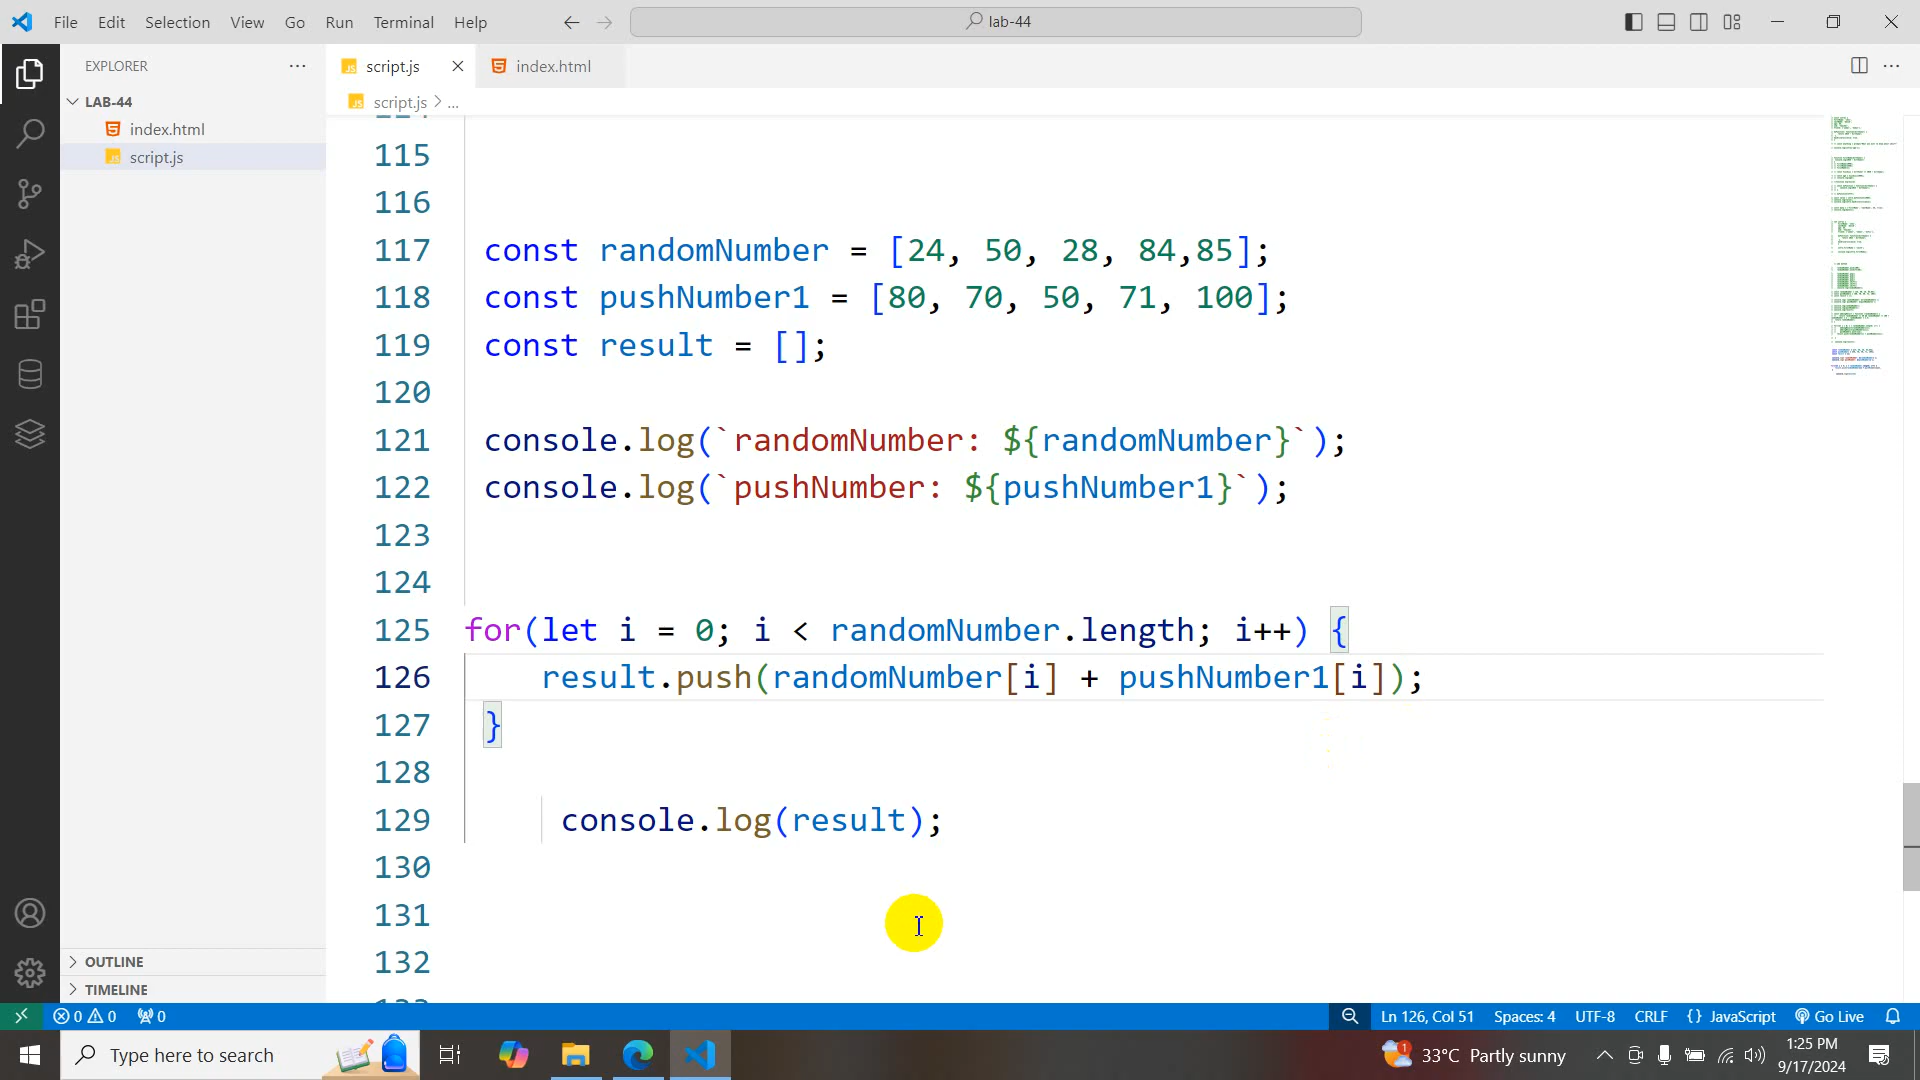 File Edit Selection View Go Run Terminal Help
lab-44
EXPLORER
script.js
index.html
LAB-44
script.js > ...
index.html
script.js
115
116
117 const randomNumber = [24, 50, 28, 84,85];
118 const pushNumber1 = [80, 70, 50, 71, 100];
119 const result = [];
120
121 console.log(`randomNumber: ${randomNumber}`);
122 console.log(`pushNumber: ${pushNumber1}`);
123
124
125 for(let i = 0; i < randomNumber.length; i++) {
126 result.push(randomNumber[i] + pushNumber1[i]);
127 }
128
129 console.log(result);
130
131
132
OUTLINE
TIMELINE
0 0 0
Ln 126, Col 51 Spaces: 4 UTF-8 CRLF {} JavaScript Go Live
Type here to search
1
33°C Partly sunny
1:25 PM
9/17/2024